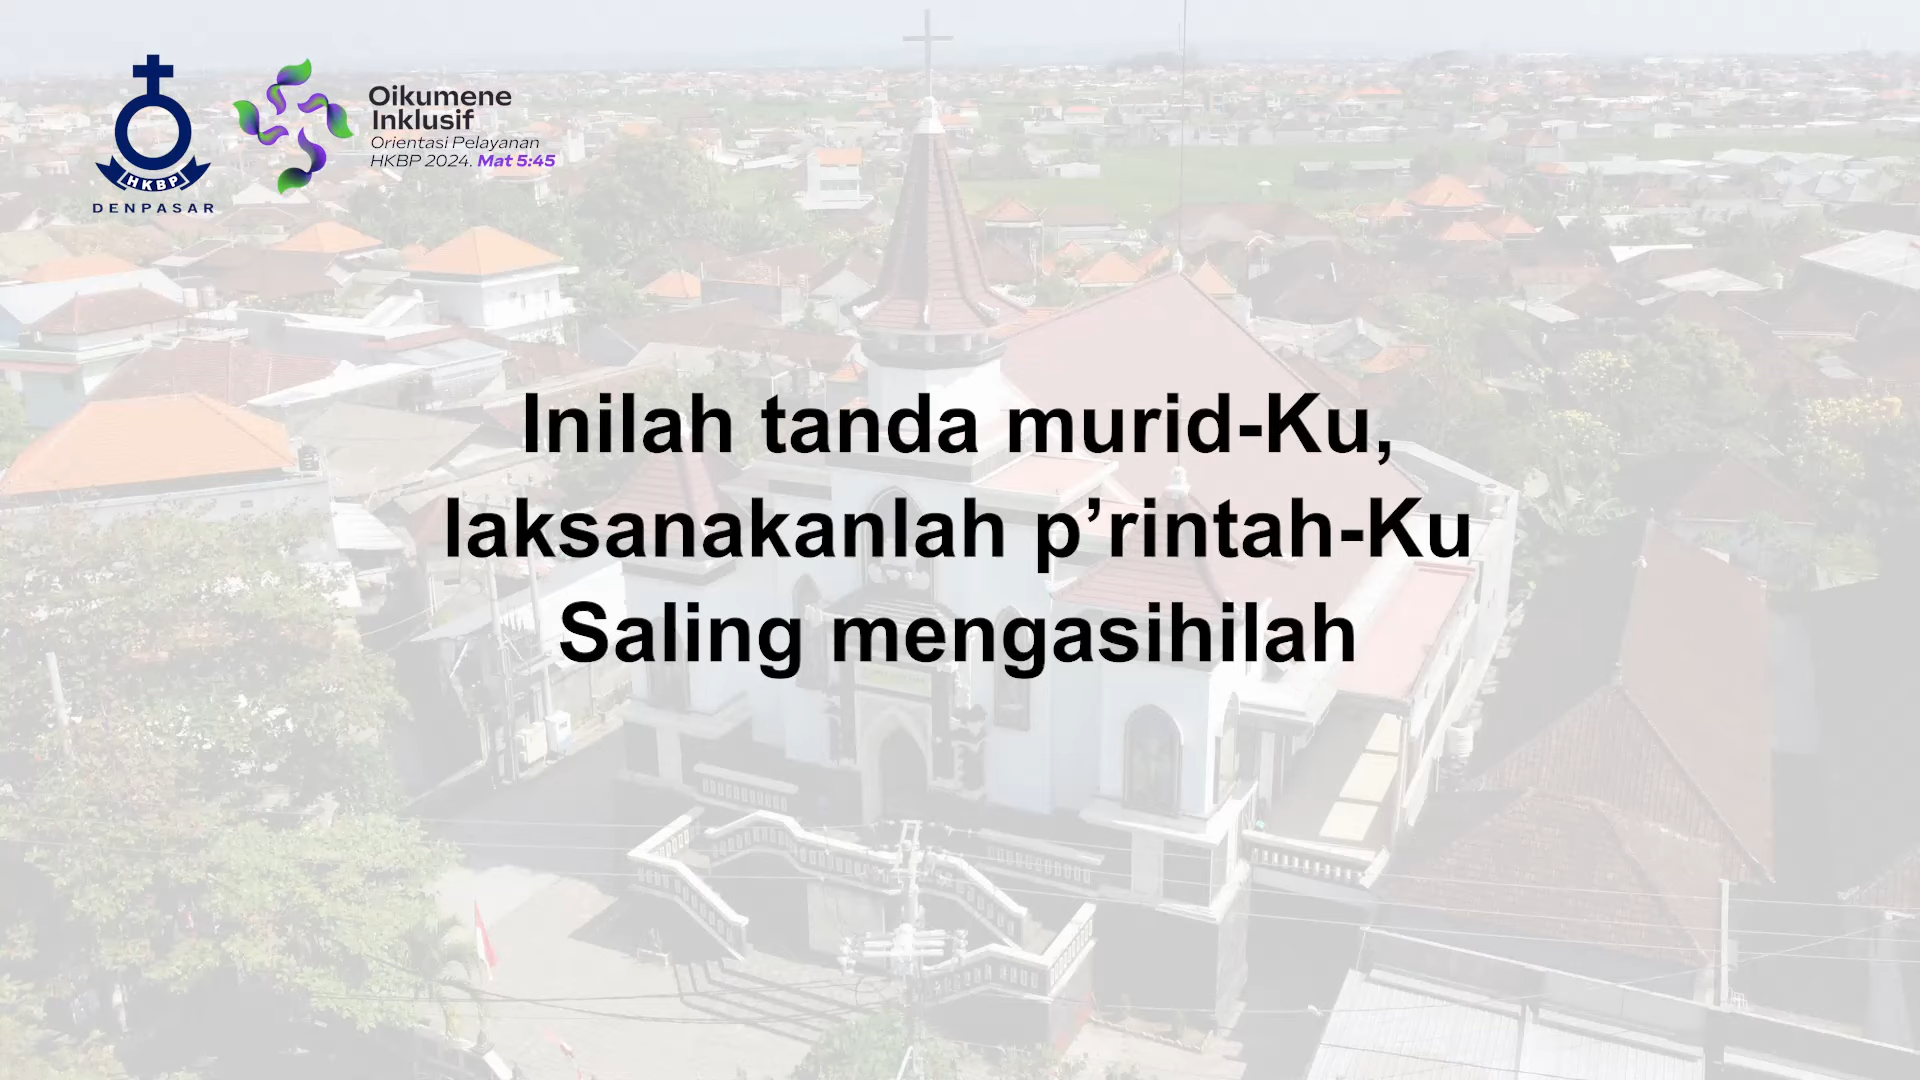 HKBP
DENPASAR
Oikumene
Inklusif
Orientasi Pelayanan
HKBP 2024. Mat 5:45
Inilah tanda murid-Ku,
laksanakanlah p’rintah-Ku
Saling mengasihilah